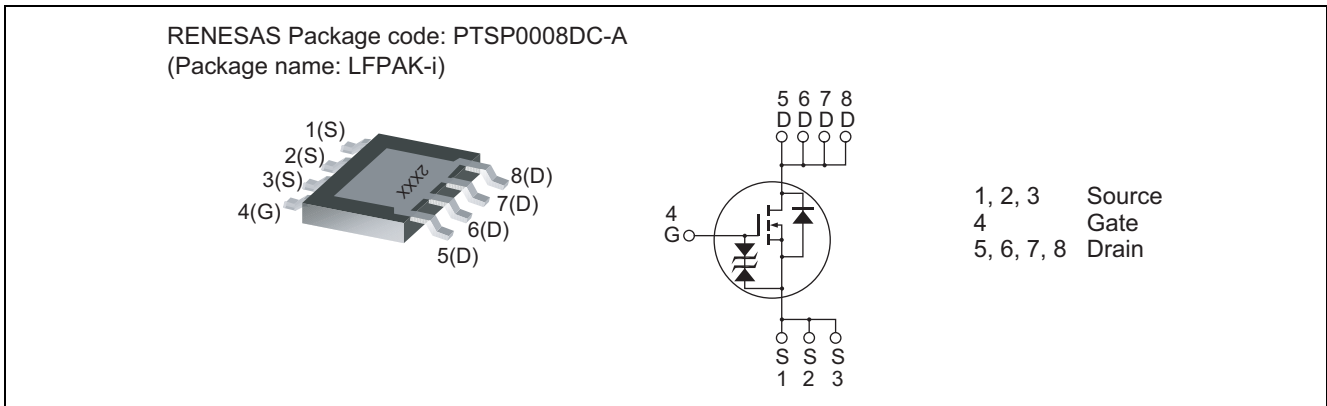 RENESAS Package code: PTSP0008DC-A
(Package name: LFPAK-i)
1(S)
2(S)
3(S)
4(G)
2XXX
8(D)
7(D)
6(D)
5(D)
5 6 7 8
D D D D
4
G
S S S
1 2 3
1, 2, 3 Source
4 Gate
5, 6, 7, 8 Drain